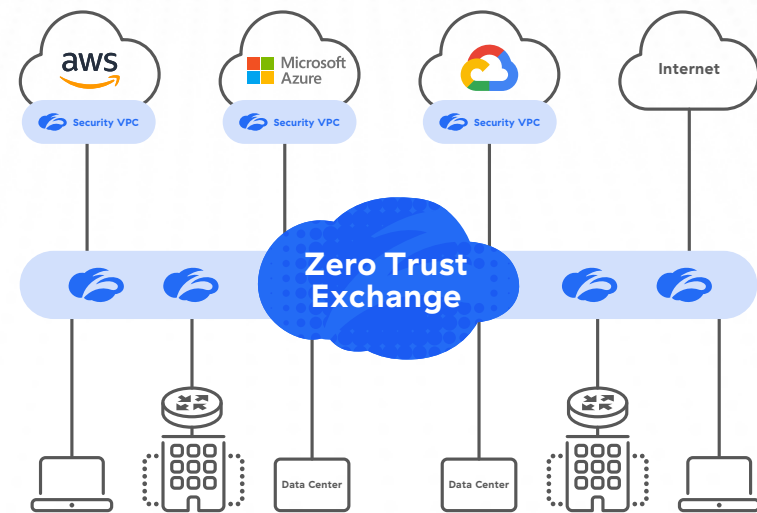 aws
Microsoft
Azure
Internet
Security VPC
Security VPC
Security VPC
Zero Trust
Exchange
Data Center
Data Center